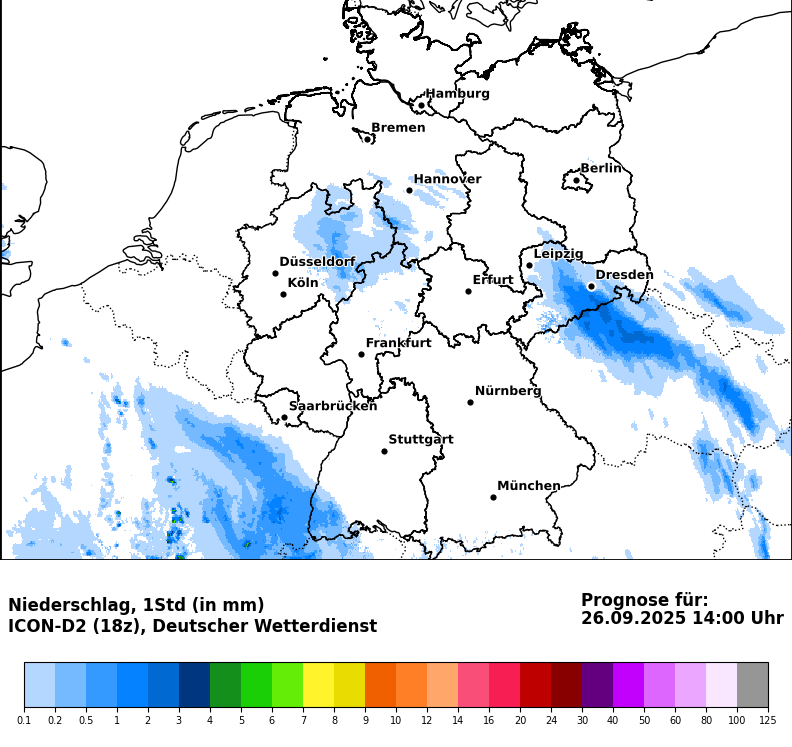 Hamburg
Bremen
Berlin
Hannover
Leipzig
Düsseldorf
Dresden
Köln
Erfurt
Frankfurt
Nürnberg
Saarbrücken
Stuttgart
München
Niederschlag, 1Std (in mm)
ICON-D2 (18z), Deutscher Wetterdienst
Prognose für:
26.09.2025 14:00 Uhr
0.1 0.2 0.5 1 2 3 4 5 6 7 8 9 10 12 14 16 20 24 30 40 50 60 80 100 125